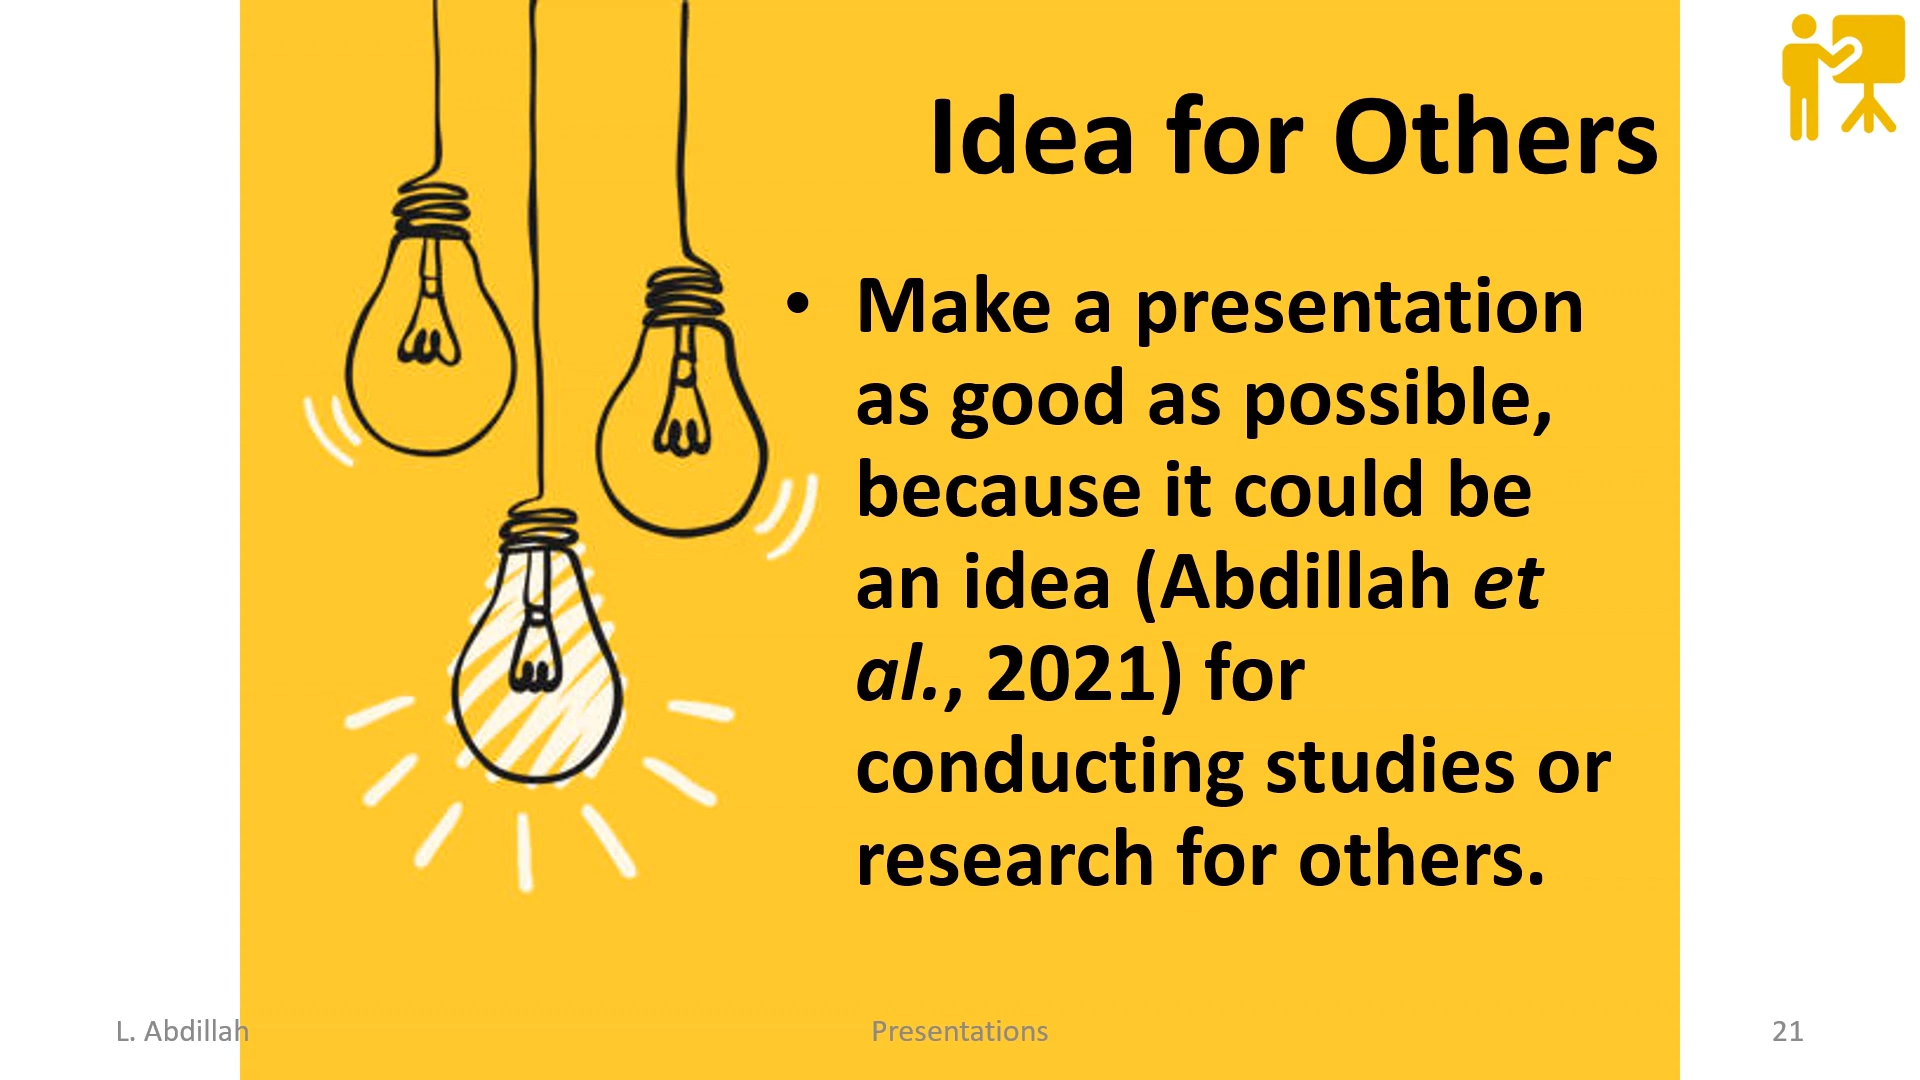 Idea for Others
• Make a presentation
as good as possible,
because it could be
an idea (Abdillah et
al., 2021) for
conducting studies or
research for others.
L. Abdillah
Presentations
21